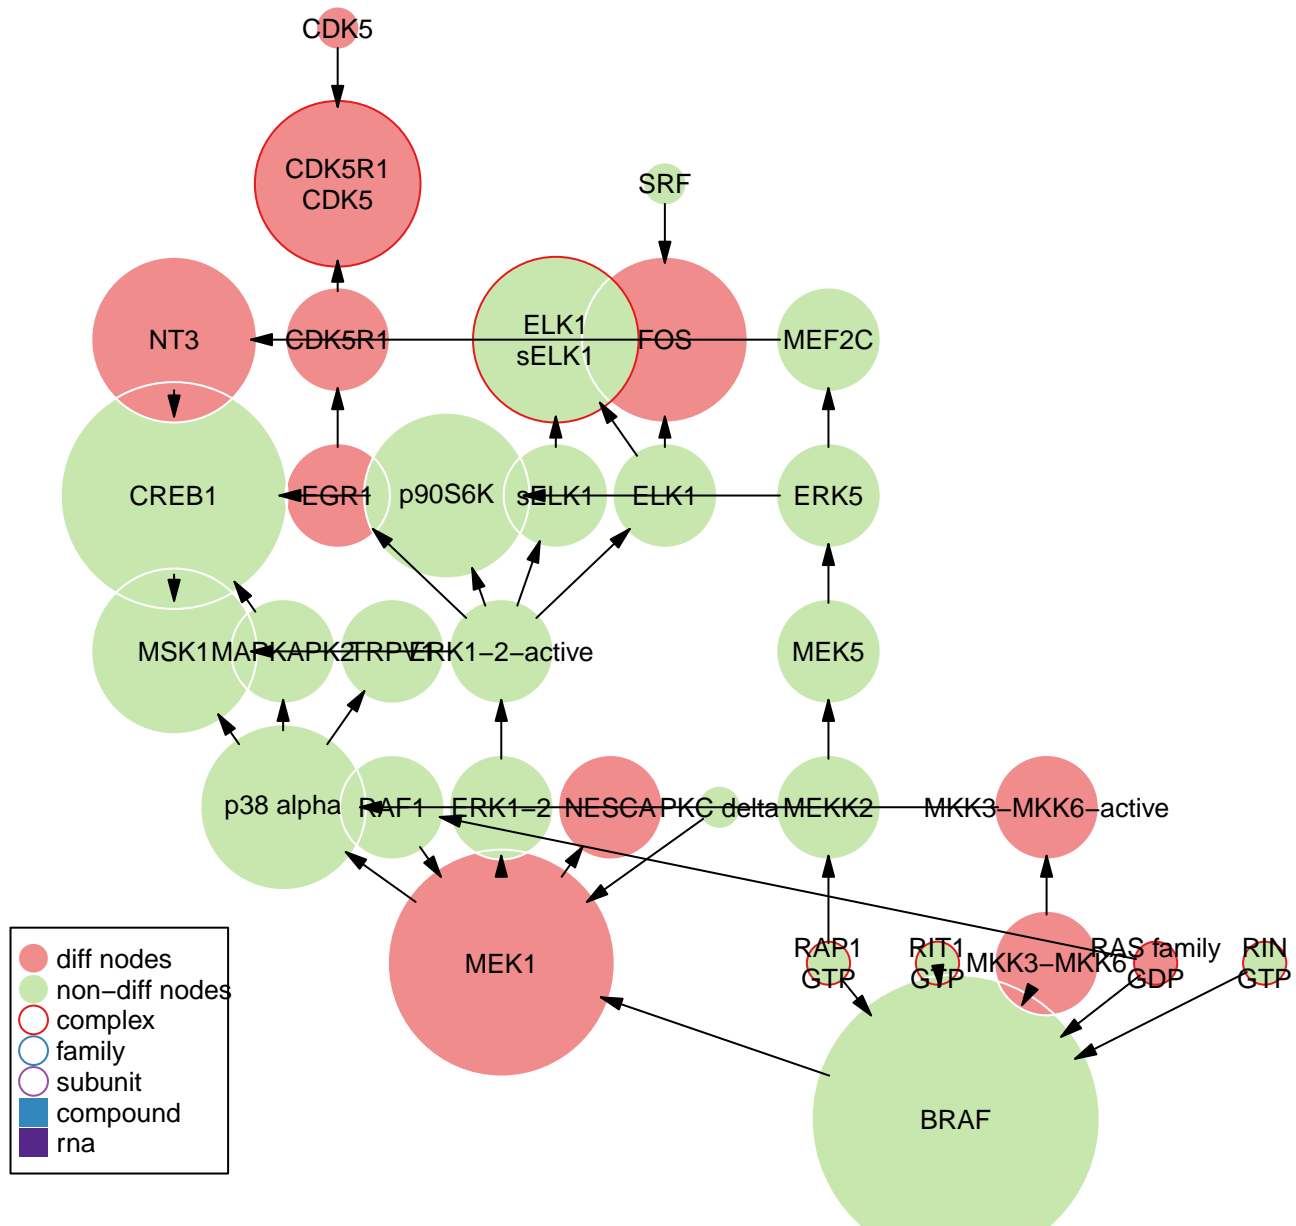 CDK5
CDK5R1
CDK5
SRF
NT3
CDK5R1
ELK1
sELK1
FOS
MEF2C
CREB1
EGR1
p90S6K
sELK1
ELK1
ERK5
MSK1
MAPKAPK2
TRPV1
ERK1−2−active
MEK5
p38 alpha
RAF1
ERK1−2
NESCA
PKC delta
MEKK2
MKK3−MKK6−active
MEK1
RAP1
GTP
RIT1
GTP
MKK3−MKK6
RAS family
GDP
RIN
GTP
BRAF
diff nodes
non−diff nodes
complex
family
subunit
compound
rna